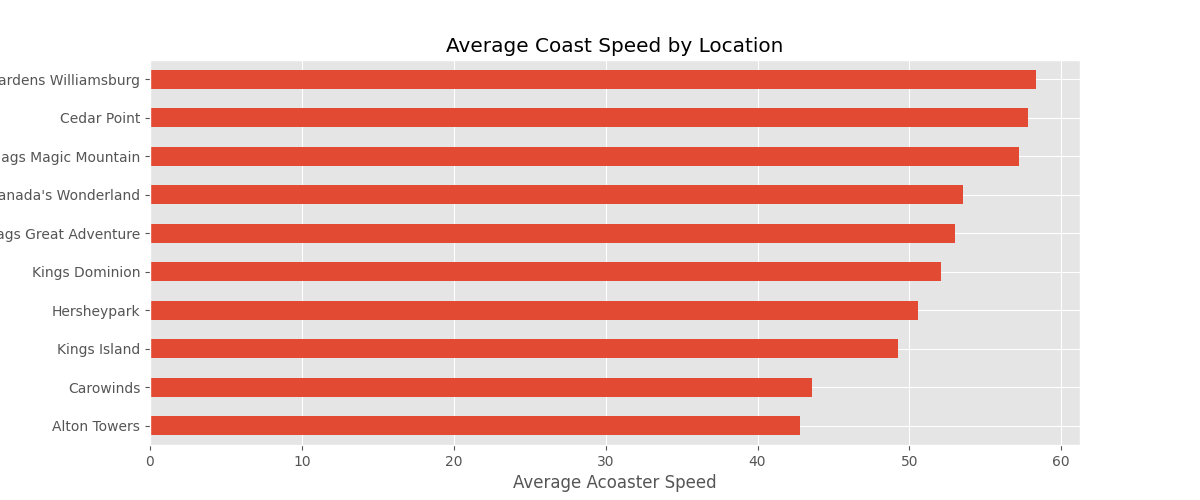 Average Coast Speed by Location
ardens Williamsburg
Cedar Point
ags Magic Mountain
anada's Wonderland
ags Great Adventure
Kings Dominion
Hersheypark
Kings Island
Carowinds
Alton Towers
0 10 20 30 40 50 60
Average Acoaster Speed